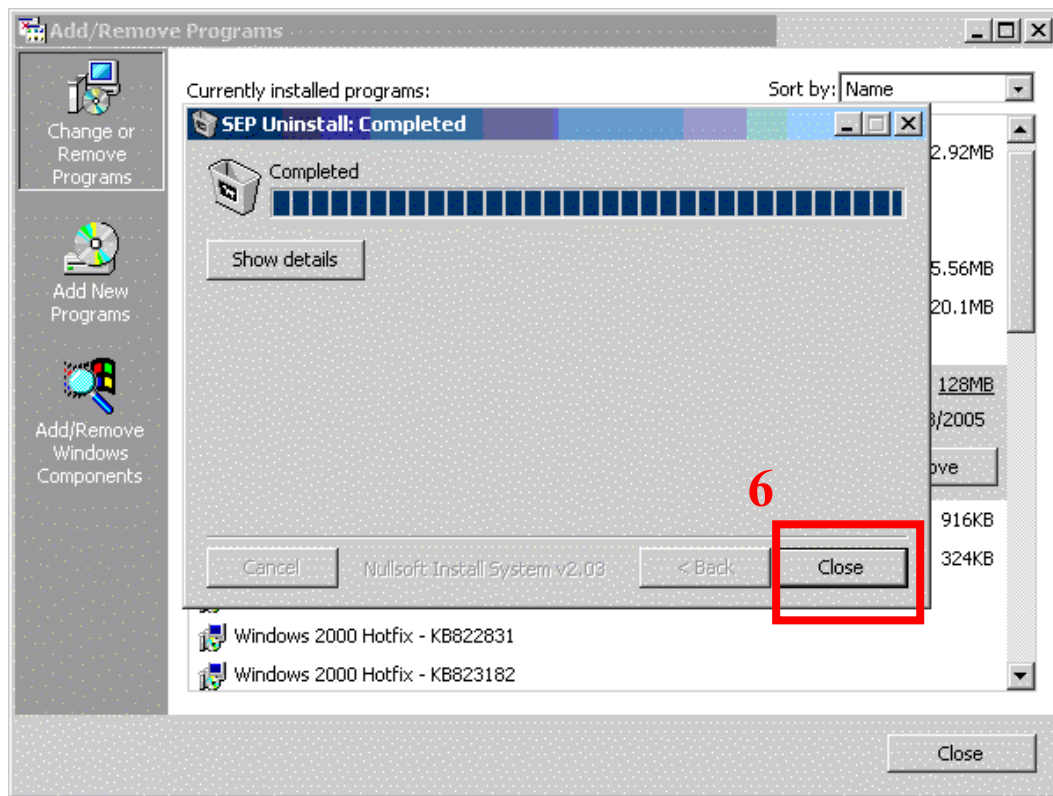 Add/Remove Programs
Currently installed programs:
Sort by: Name
Change or
Remove
Programs
SEP Uninstall: Completed
Completed
2.92MB
Show details
Add New
Programs
5.56MB
20.1MB
128MB
/2005
Add/Remove
Windows
Components
6
916KB
Cancel
Nullsoft Install System v2.03
< Back
Close
324KB
Windows 2000 Hotfix - KB822831
Windows 2000 Hotfix - KB823182
Close